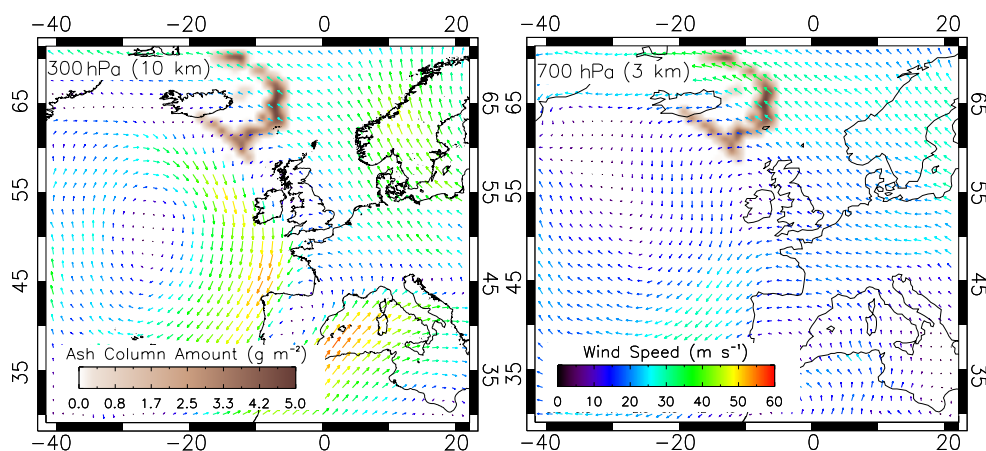 −40 −20 0 20 −40 −20 0 20
300 hPa (10 km) 700 hPa (3 km)
65 65 65 65
55 55 55 55
45 45 45 45
35 35 35 35
Ash Column Amount (g m⁻²) Wind Speed (m s⁻¹)
0.0 0.8 1.7 2.5 3.3 4.2 5.0 0 10 20 30 40 50 60
−40 −20 0 20 −40 −20 0 20